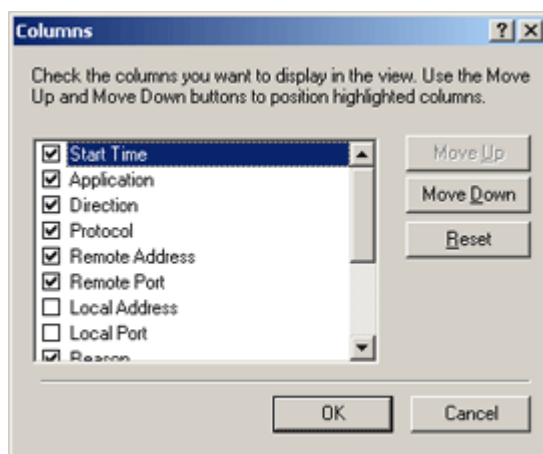 Columns
Check the columns you want to display in the view. Use the Move
Up and Move Down buttons to position highlighted columns.
Start Time
Application
Direction
Protocol
Remote Address
Remote Port
Local Address
Local Port
Reason
Move Up
Move Down
Reset
OK
Cancel